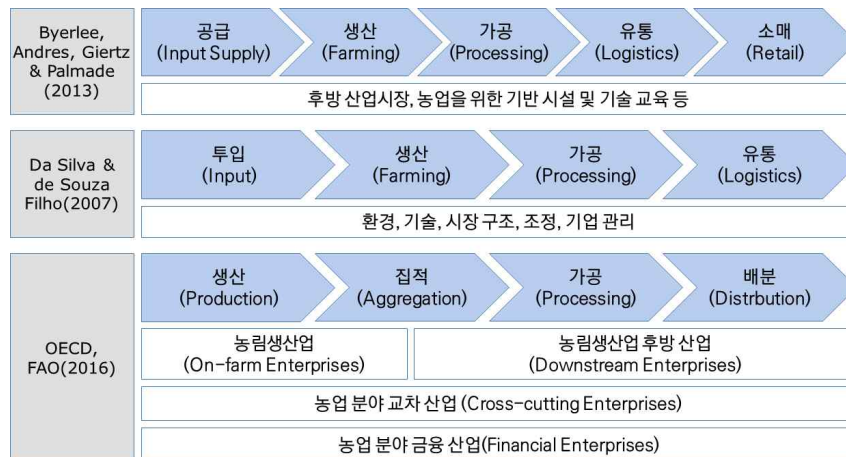 Byerlee,
Andres, Giertz
& Palmade
(2013)
공급
(Input Supply)
생산
(Farming)
가공
(Processing)
유통
(Logistics)
소매
(Retail)
후방 산업시장, 농업을 위한 기반 시설 및 기술 교육 등
Da Silva &
de Souza
Filho(2007)
투입
(Input)
생산
(Farming)
가공
(Processing)
유통
(Logistics)
환경, 기술, 시장 구조, 조정, 기업 관리
OECD,
FAO(2016)
생산
(Production)
집적
(Aggregation)
가공
(Processing)
배분
(Distrbution)
농림생산업
(On-farm Enterprises)
농림생산업 후방 산업
(Downstream Enterprises)
농업 분야 교차 산업 (Cross-cutting Enterprises)
농업 분야 금융 산업(Financial Enterprises)